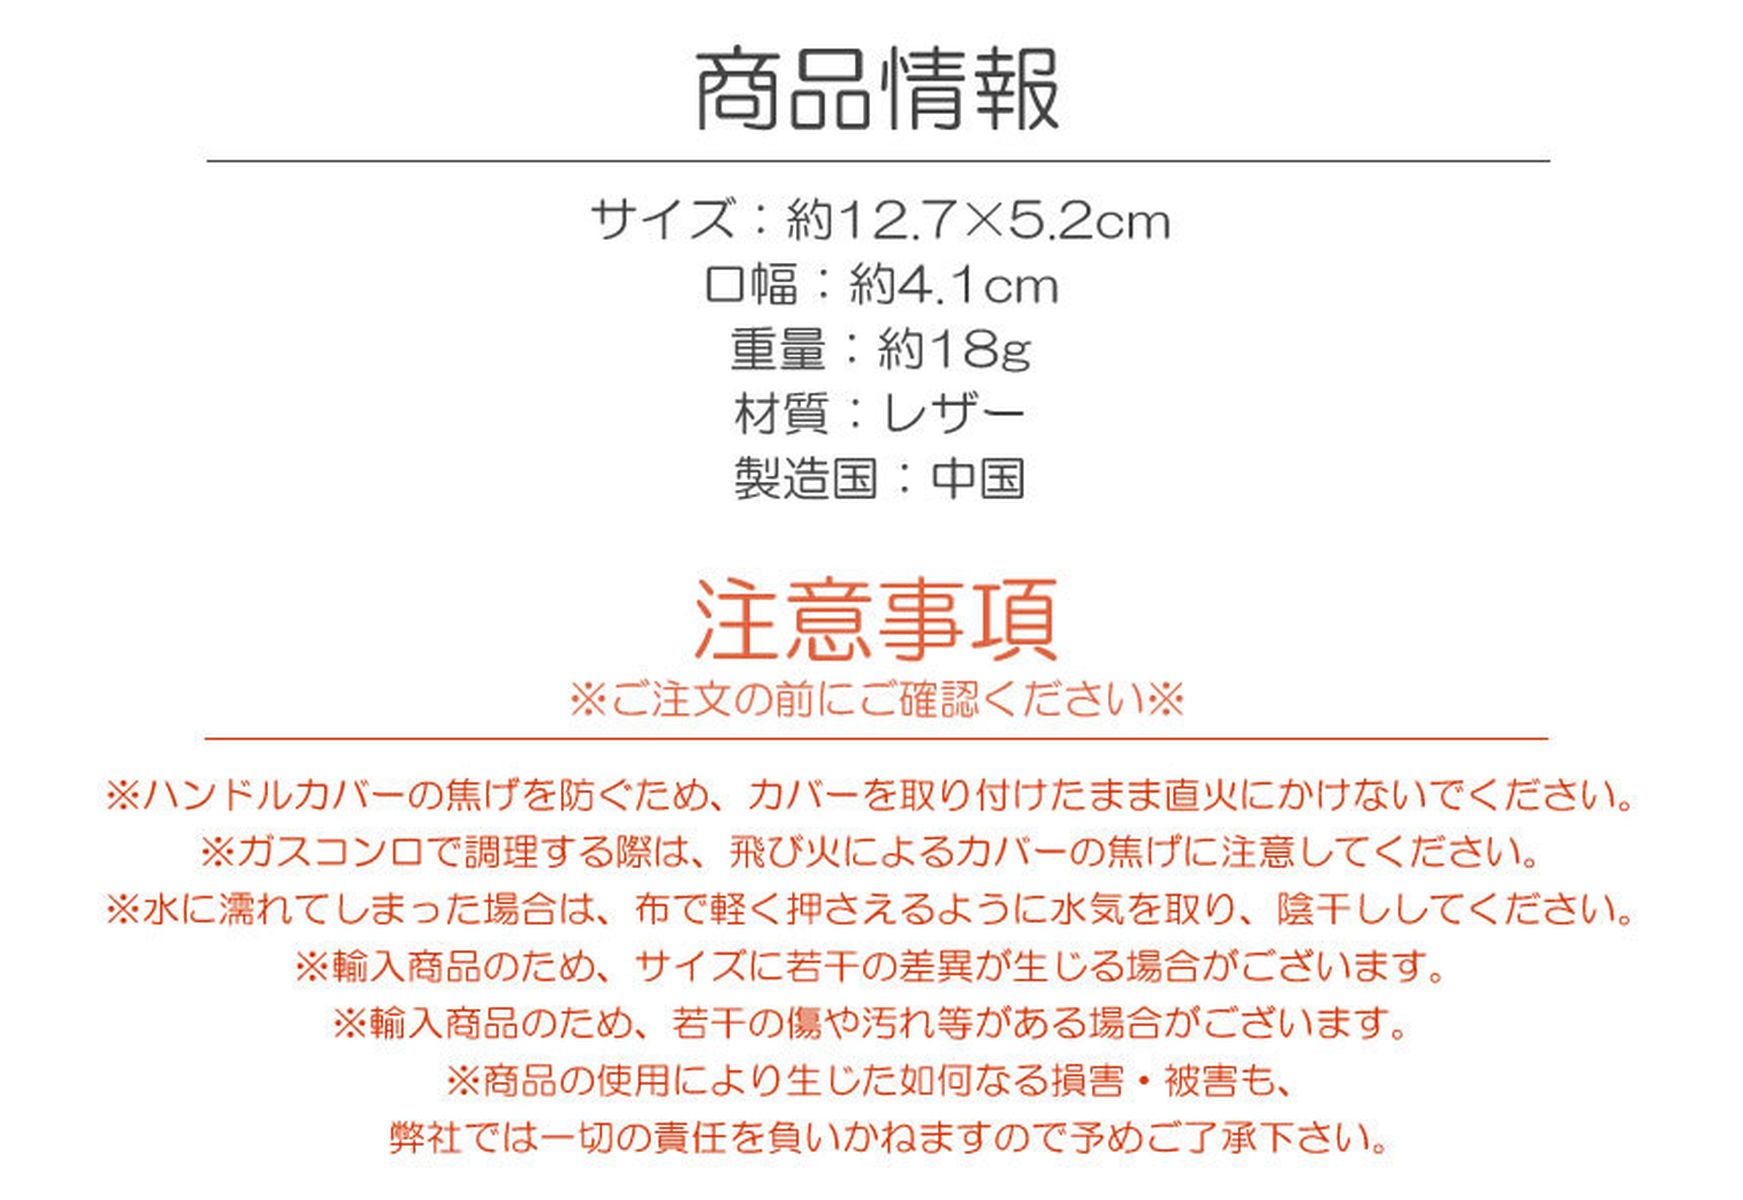 商品情報
サイズ：約12.7×5.2cm
口幅：約4.1cm
重量：約18g
材質：レザー
製造国：中国
注意事項
※ご注文の前にご確認ください※
※ハンドルカバーの焦げを防ぐため、カバーを取り付けたまま直火にかけないでください。
※ガスコンロで調理する際は、飛び火によるカバーの焦げに注意してください。
※水に濡れてしまった場合は、布で軽く押さえるように水気を取り、陰干ししてください。
※輸入商品のため、サイズに若干の差異が生じる場合がございます。
※輸入商品のため、若干の傷や汚れ等がある場合がございます。
※商品の使用により生じた如何なる損害・被害も、
弊社では一切の責任を負いかねますので予めご了承下さい。